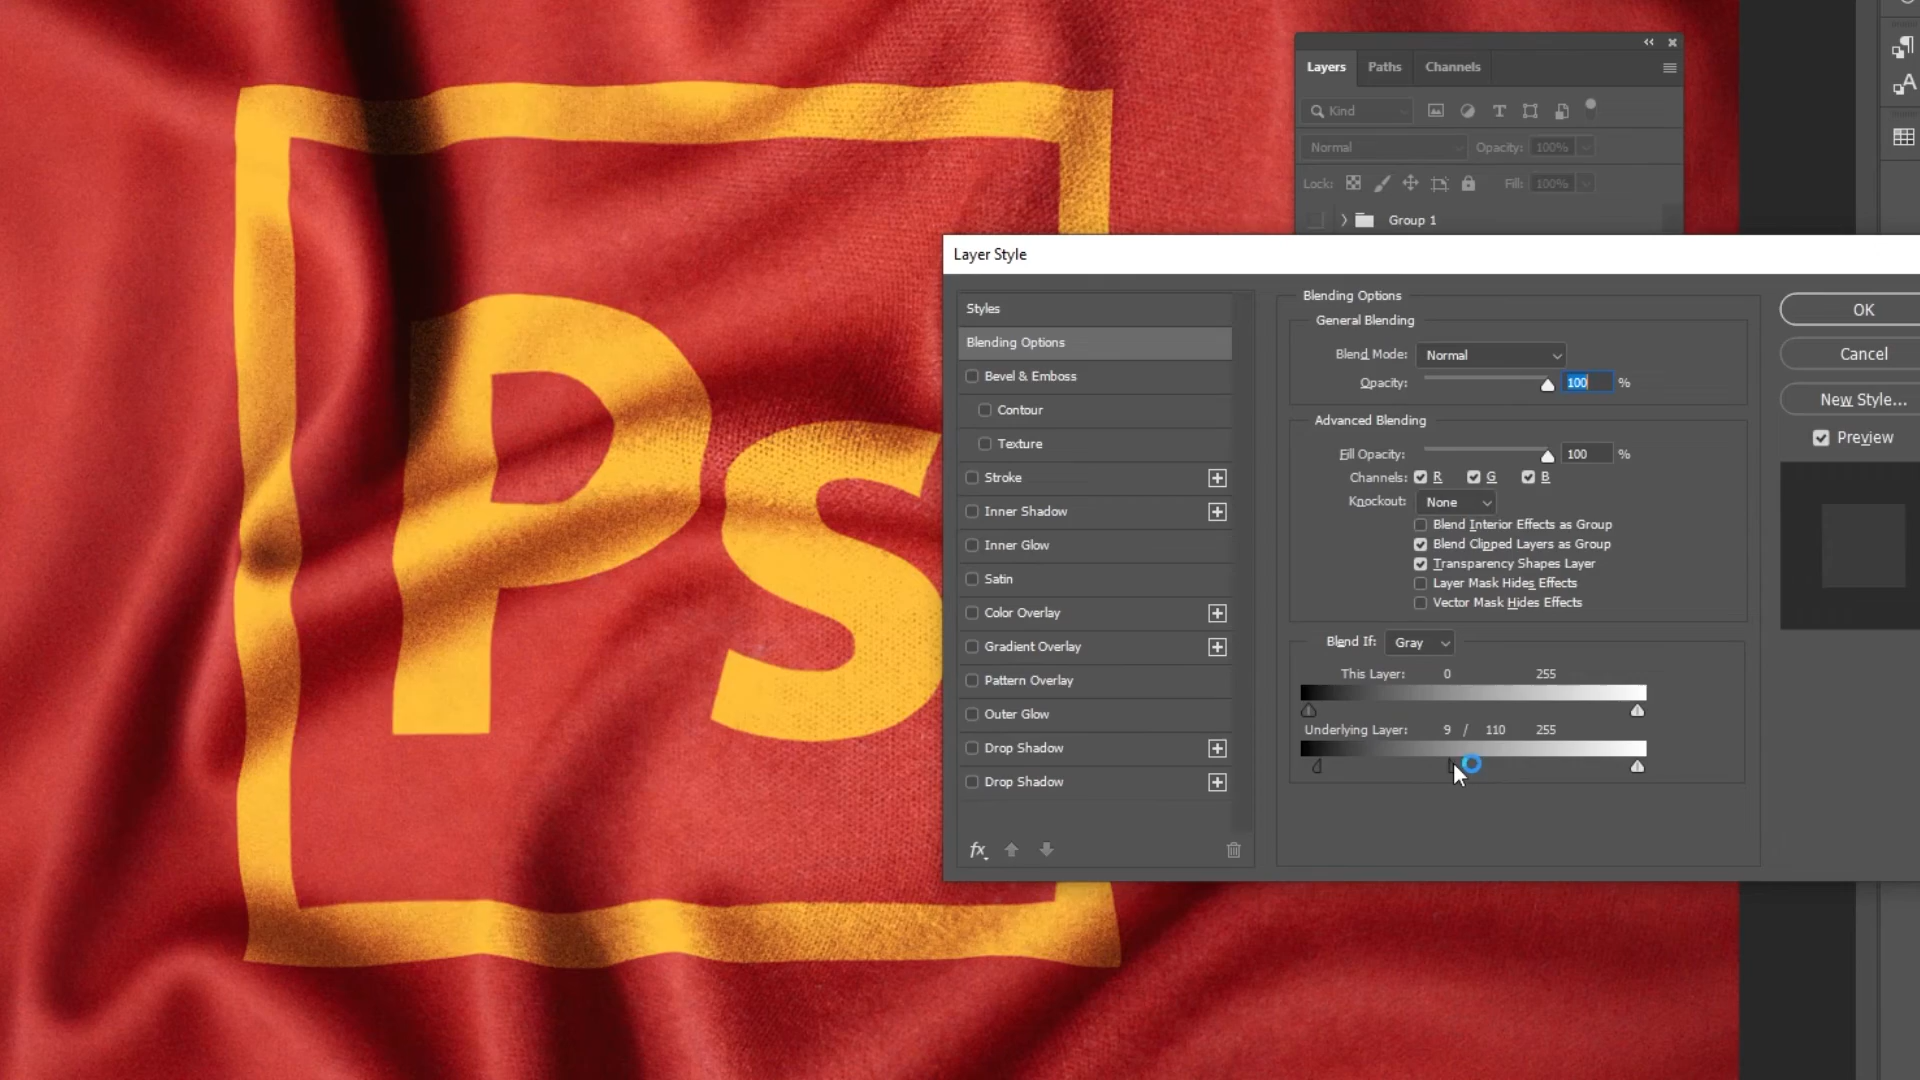 Ps
Layers Paths Channels
Kind
Normal Opacity: 100%
Lock: Fill: 100%
Group 1
Layer Style
Styles
Blending Options
Bevel & Emboss
Contour
Texture
Stroke
Inner Shadow
Inner Glow
Satin
Color Overlay
Gradient Overlay
Pattern Overlay
Outer Glow
Drop Shadow
Drop Shadow
fx
Blending Options
General Blending
Blend Mode: Normal
Opacity: 100 %
Advanced Blending
Fill Opacity: 100 %
Channels: R G B
Knockout: None
Blend Interior Effects as Group
Blend Clipped Layers as Group
Transparency Shapes Layer
Layer Mask Hides Effects
Vector Mask Hides Effects
Blend If: Gray
This Layer: 0 255
Underlying Layer: 9 / 110 255
OK
Cancel
New Style...
Preview